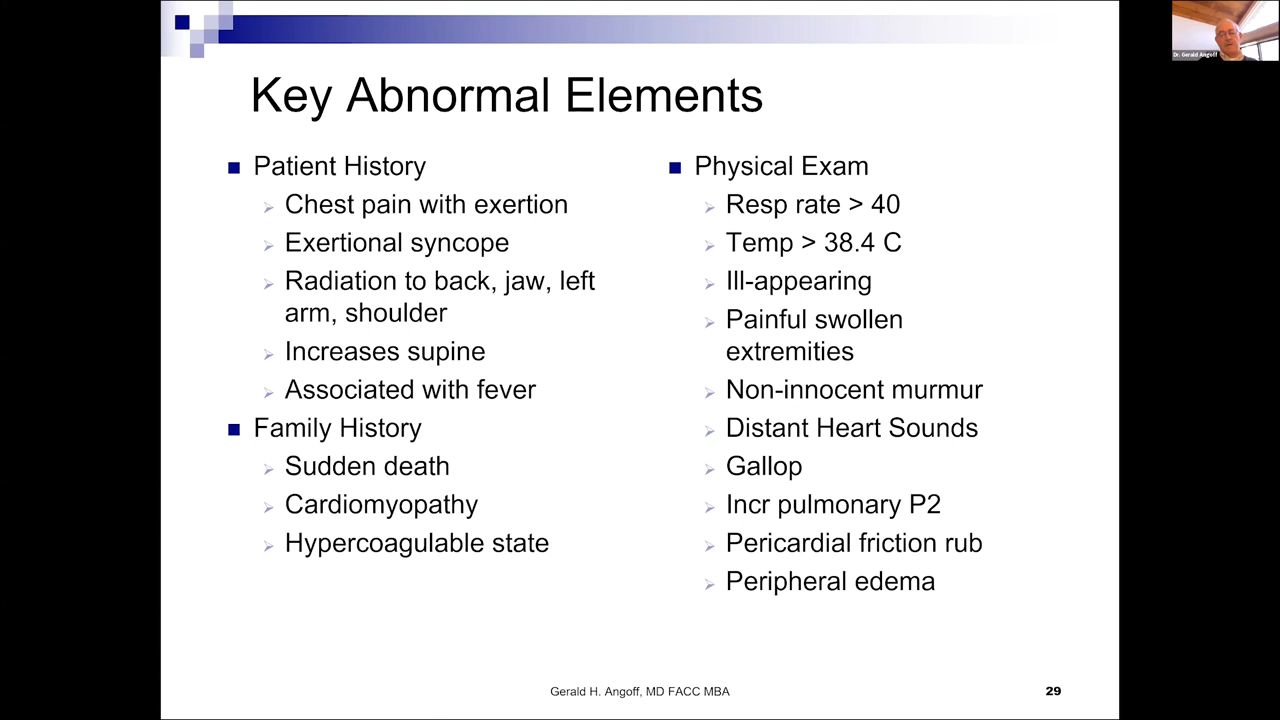 Key Abnormal Elements
Patient History
Chest pain with exertion
Exertional syncope
Radiation to back, jaw, left
arm, shoulder
Increases supine
Associated with fever
Family History
Sudden death
Cardiomyopathy
Hypercoagulable state
Physical Exam
Resp rate > 40
Temp > 38.4 C
Ill-appearing
Painful swollen
extremities
Non-innocent murmur
Distant Heart Sounds
Gallop
Incr pulmonary P2
Pericardial friction rub
Peripheral edema
Gerald H. Angoff, MD FACC MBA
29
Dr. Gerald Angoff